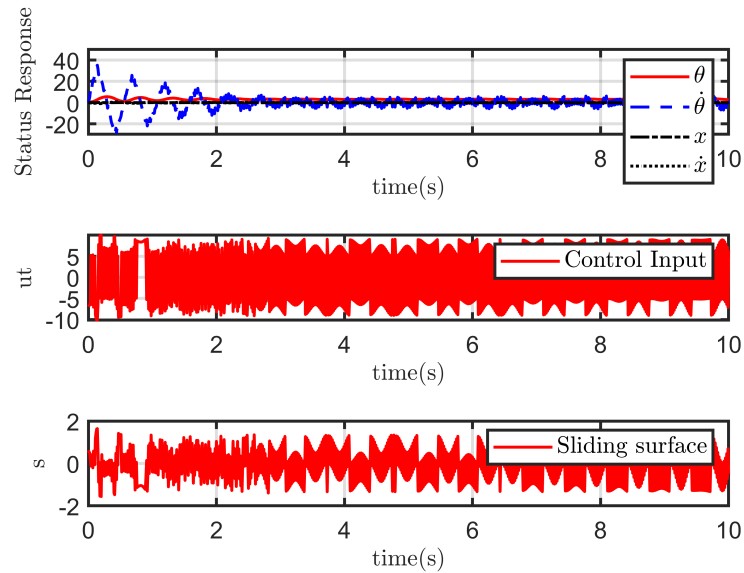 Status Response
40
20
0
-20
0 2 4 6 8 10
time(s)
θ
θ̇
x
ẋ
ut
5
0
-5
-10
0 2 4 6 8 10
time(s)
Control Input
s
2
0
-2
0 2 4 6 8 10
time(s)
Sliding surface